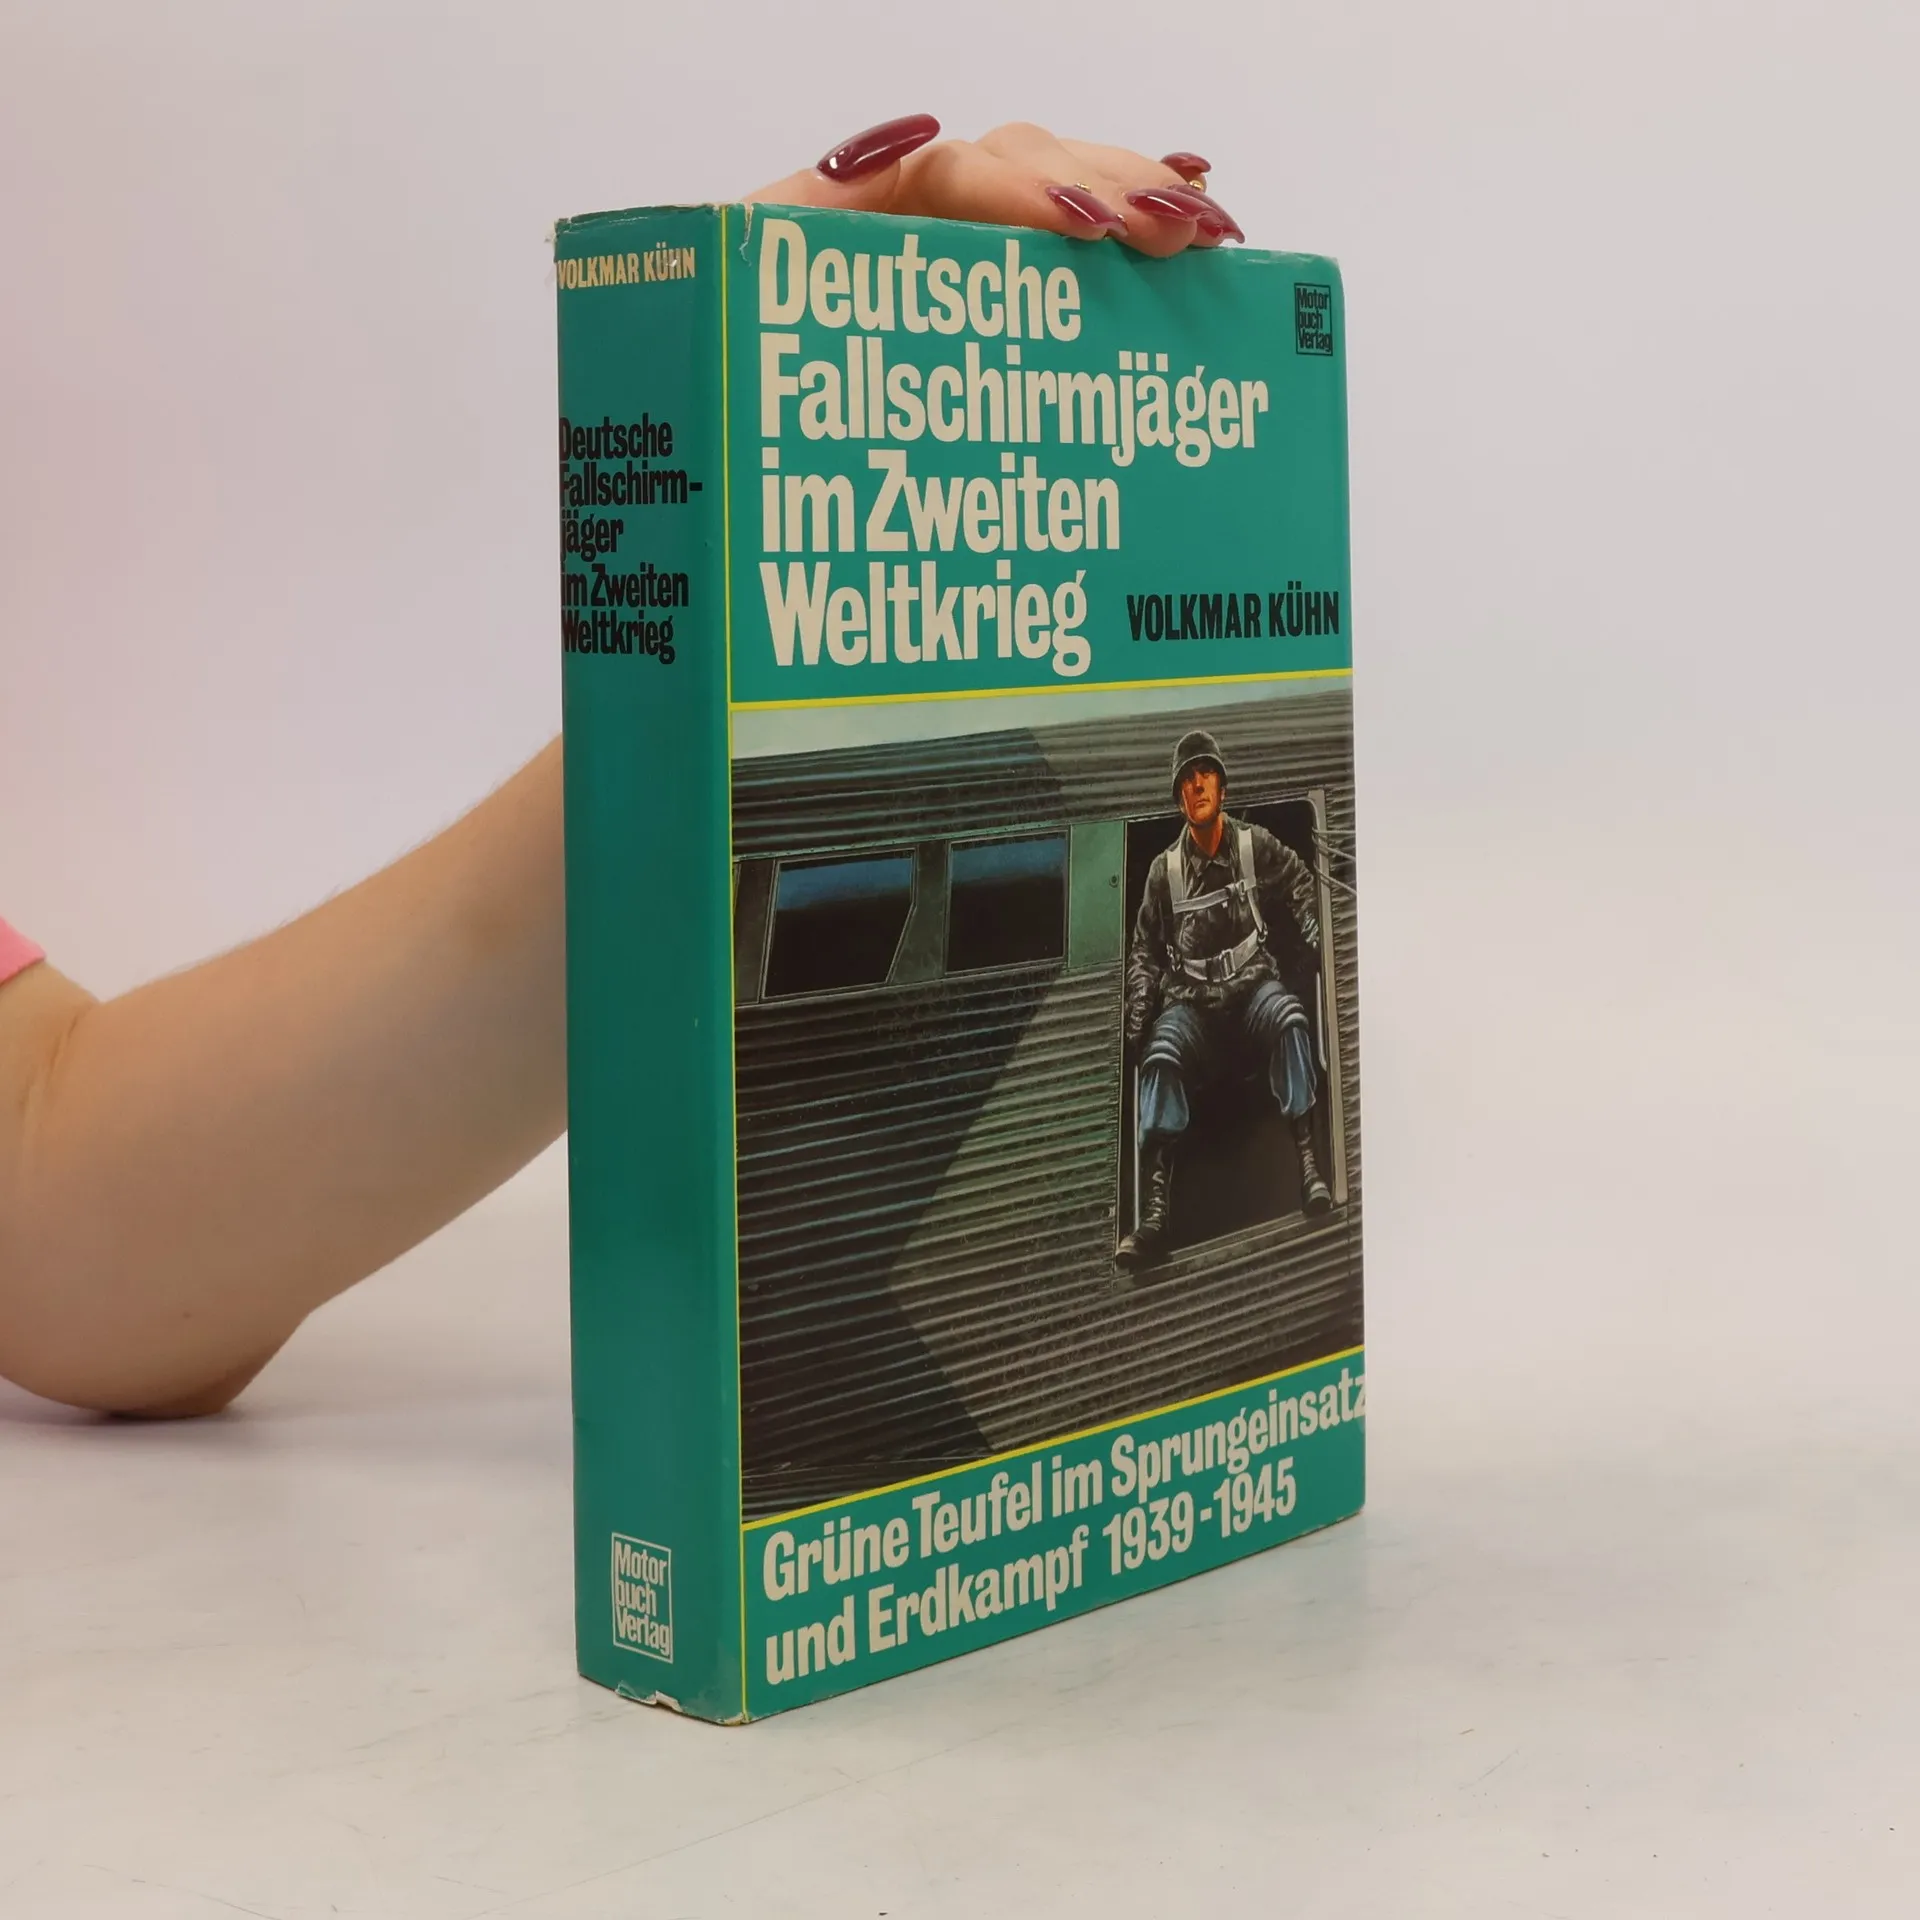 VOLKMAR KÜHN
Deutsche
Fallschirm-
jäger
im Zweiten
Weltkrieg
Motor
buch
Verlag
Deutsche
Fallschirmjäger
im Zweiten
Weltkrieg
VOLKMAR KÜHN
Motor
buch
Verlag
Grüne Teufel im Sprungeinsatz
und Erdkampf 1939-1945